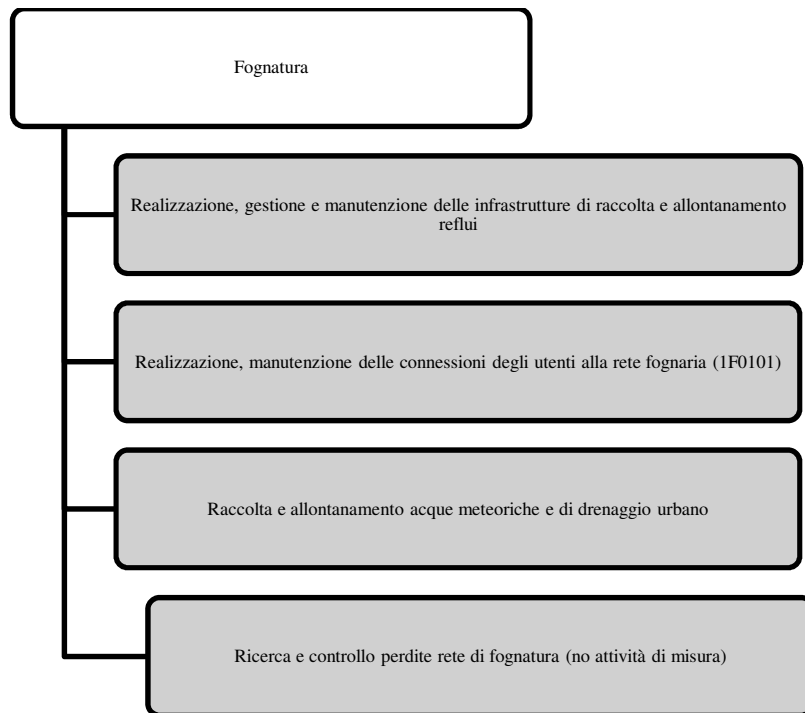 Fognatura
Realizzazione, gestione e manutenzione delle infrastrutture di raccolta e allontanamento
reflui
Realizzazione, manutenzione delle connessioni degli utenti alla rete fognaria (1F0101)
Raccolta e allontanamento acque meteoriche e di drenaggio urbano
Ricerca e controllo perdite rete di fognatura (no attività di misura)